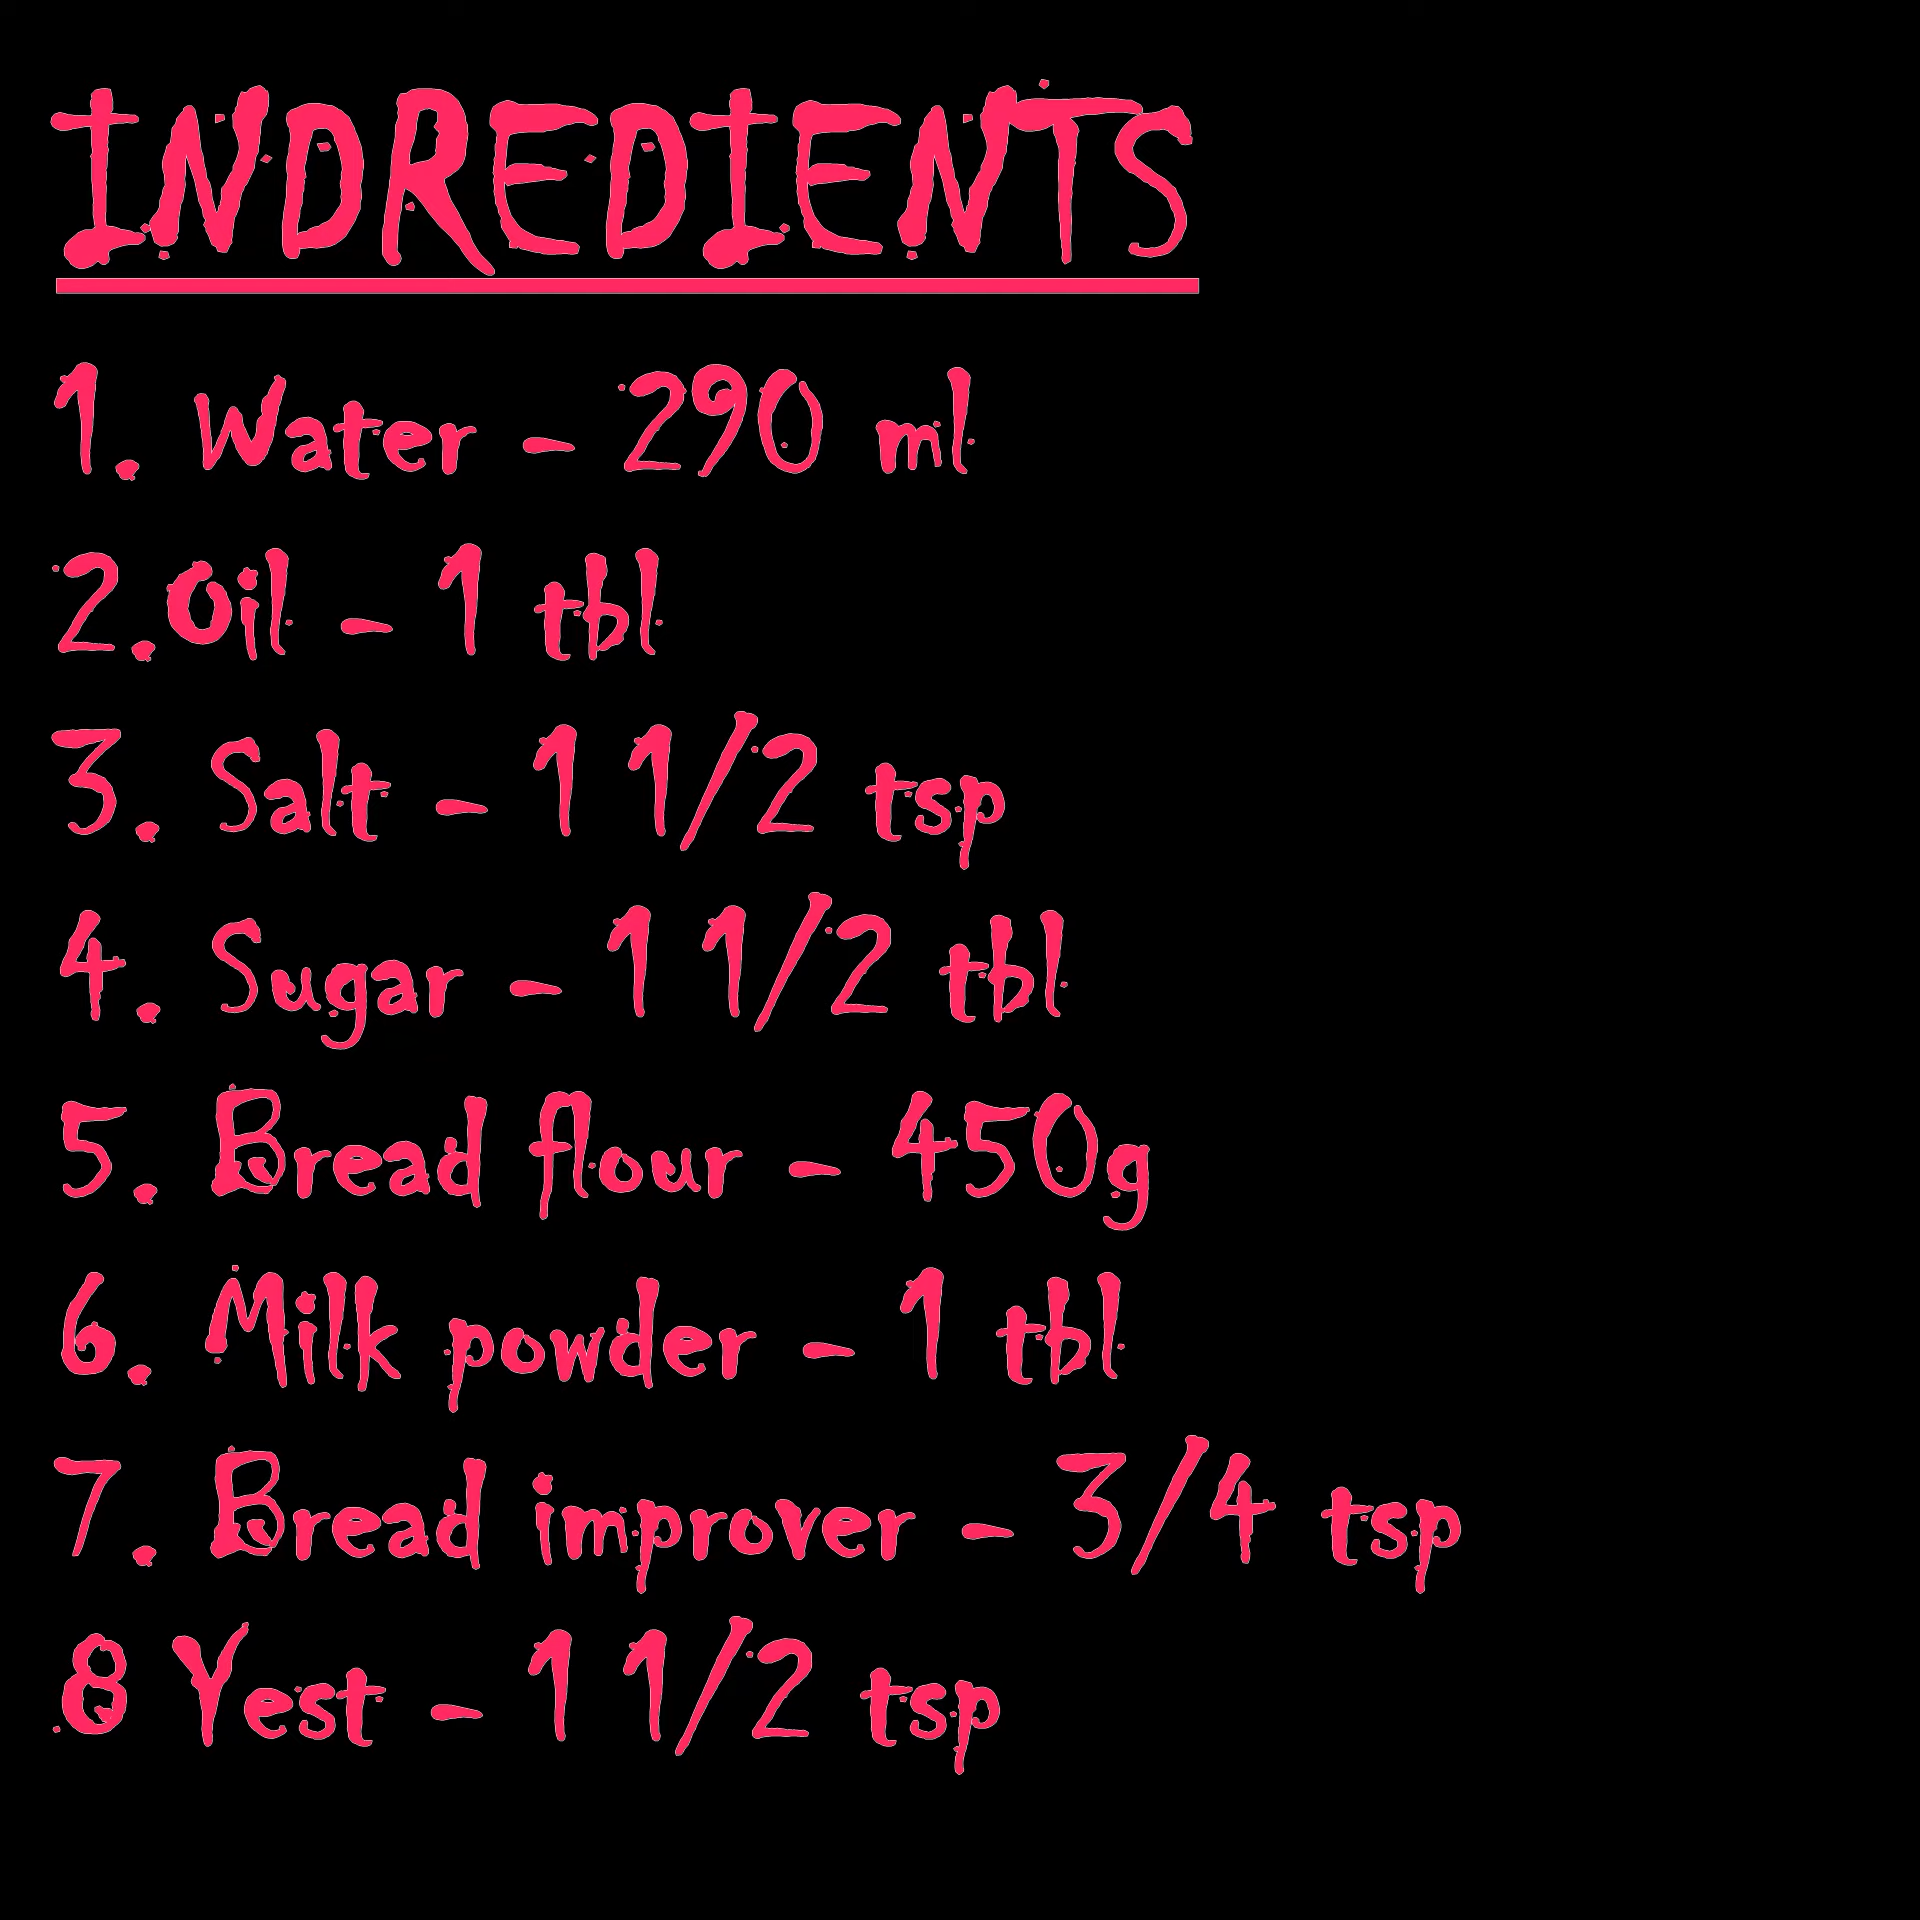 INDREDIENTS
1. Water - 290 ml
2.Oil - 1 tbl
3. Salt - 1 1/2 tsp
4. Sugar - 1 1/2 tbl
5. Bread flour - 450g
6. Milk powder - 1 tbl
7. Bread improver - 3/4 tsp
8 Yest - 1 1/2 tsp